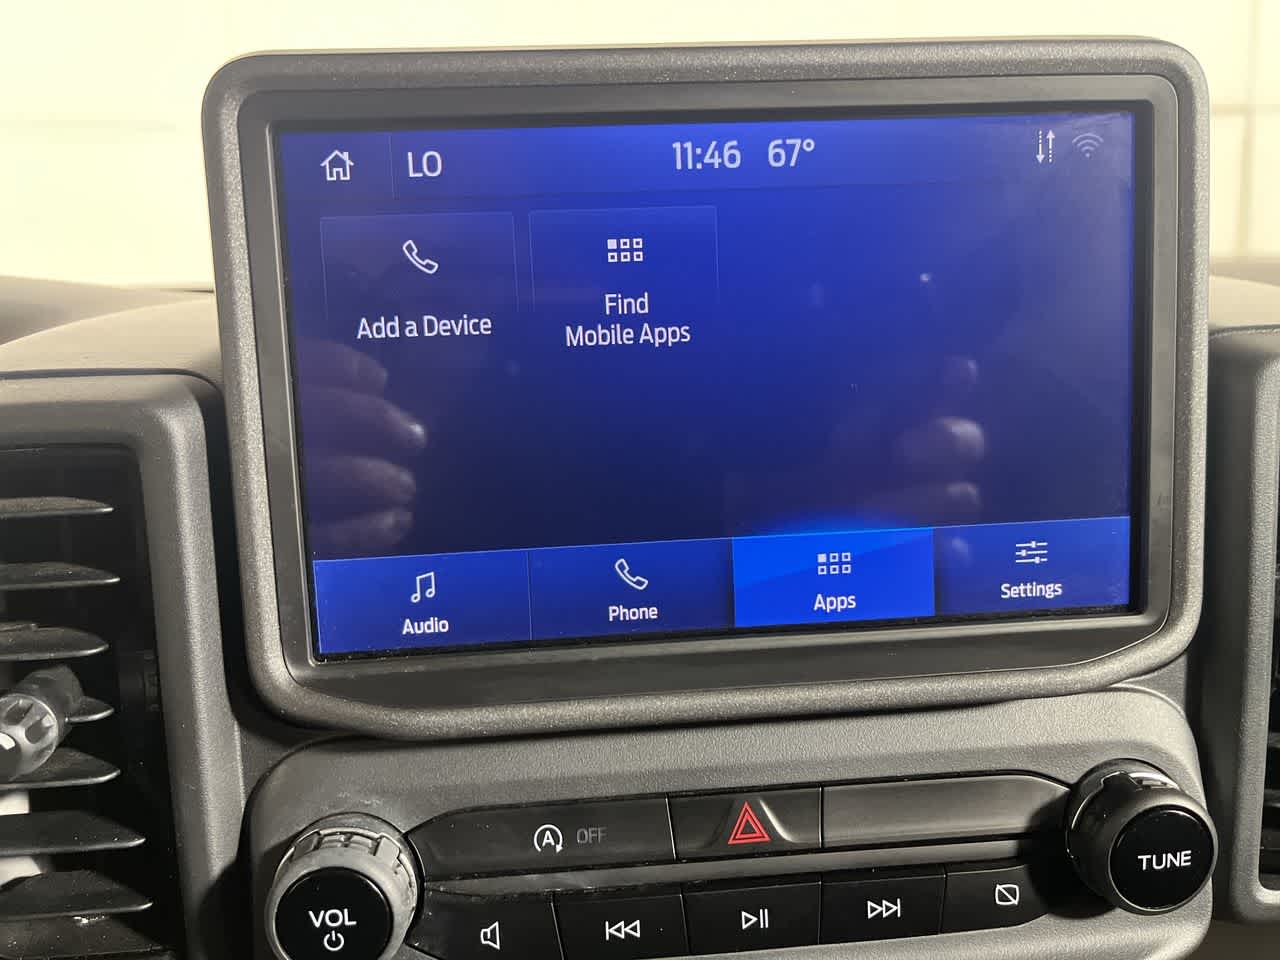 LO
11:46 67°
Add a Device
Find
Mobile Apps
Audio
Phone
Apps
Settings
A OFF
TUNE
VOL